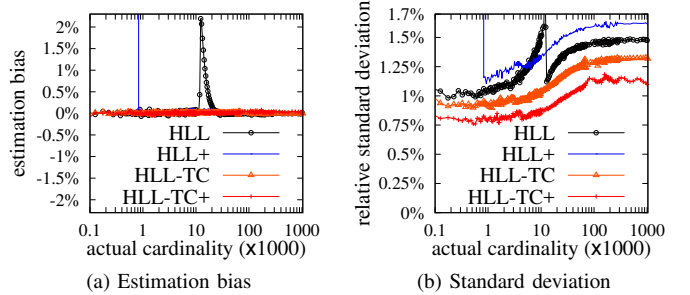 estimation bias
2%
1.5%
1%
0.5%
0%
-0.5%
-1%
-1.5%
-2%
HLL
HLL+
HLL-TC
HLL-TC+
0.1 1 10 100 1000
actual cardinality (x1000)
(a) Estimation bias
relative standard deviation
1.7%
1.5%
1.25%
1%
0.75%
0.5%
0.25%
0%
HLL
HLL+
HLL-TC
HLL-TC+
0.1 1 10 100 1000
actual cardinality (x1000)
(b) Standard deviation